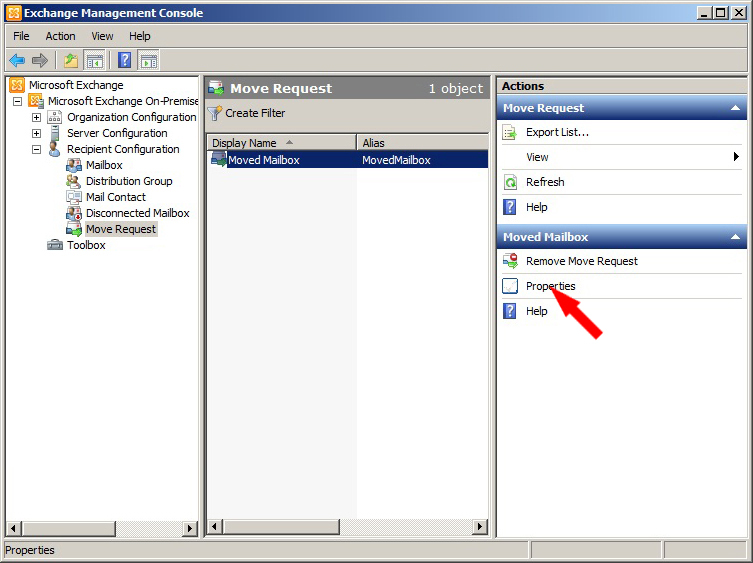 Exchange Management Console
File Action View Help
Microsoft Exchange
Microsoft Exchange On-Premise
Organization Configuration
Server Configuration
Recipient Configuration
Mailbox
Distribution Group
Mail Contact
Disconnected Mailbox
Move Request
Toolbox
Move Request 1 object
Create Filter
Display Name Alias
Moved Mailbox MovedMailbox
Actions
Move Request
Export List...
View
Refresh
Help
Moved Mailbox
Remove Move Request
Properties
Help
Properties